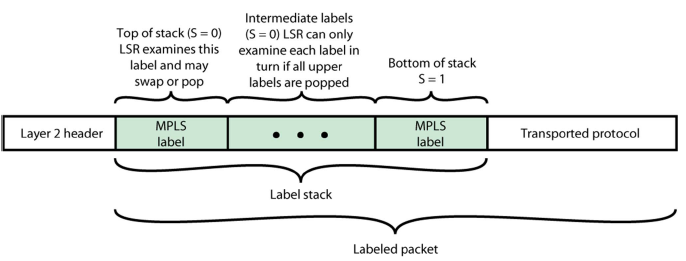 Top of stack (S = 0)
LSR examines this
label and may
swap or pop
Intermediate labels
(S = 0) LSR can only
examine each label in
turn if all upper
labels are popped
Bottom of stack
S = 1
Layer 2 header
MPLS
label
• • •
MPLS
label
Transported protocol
Label stack
Labeled packet